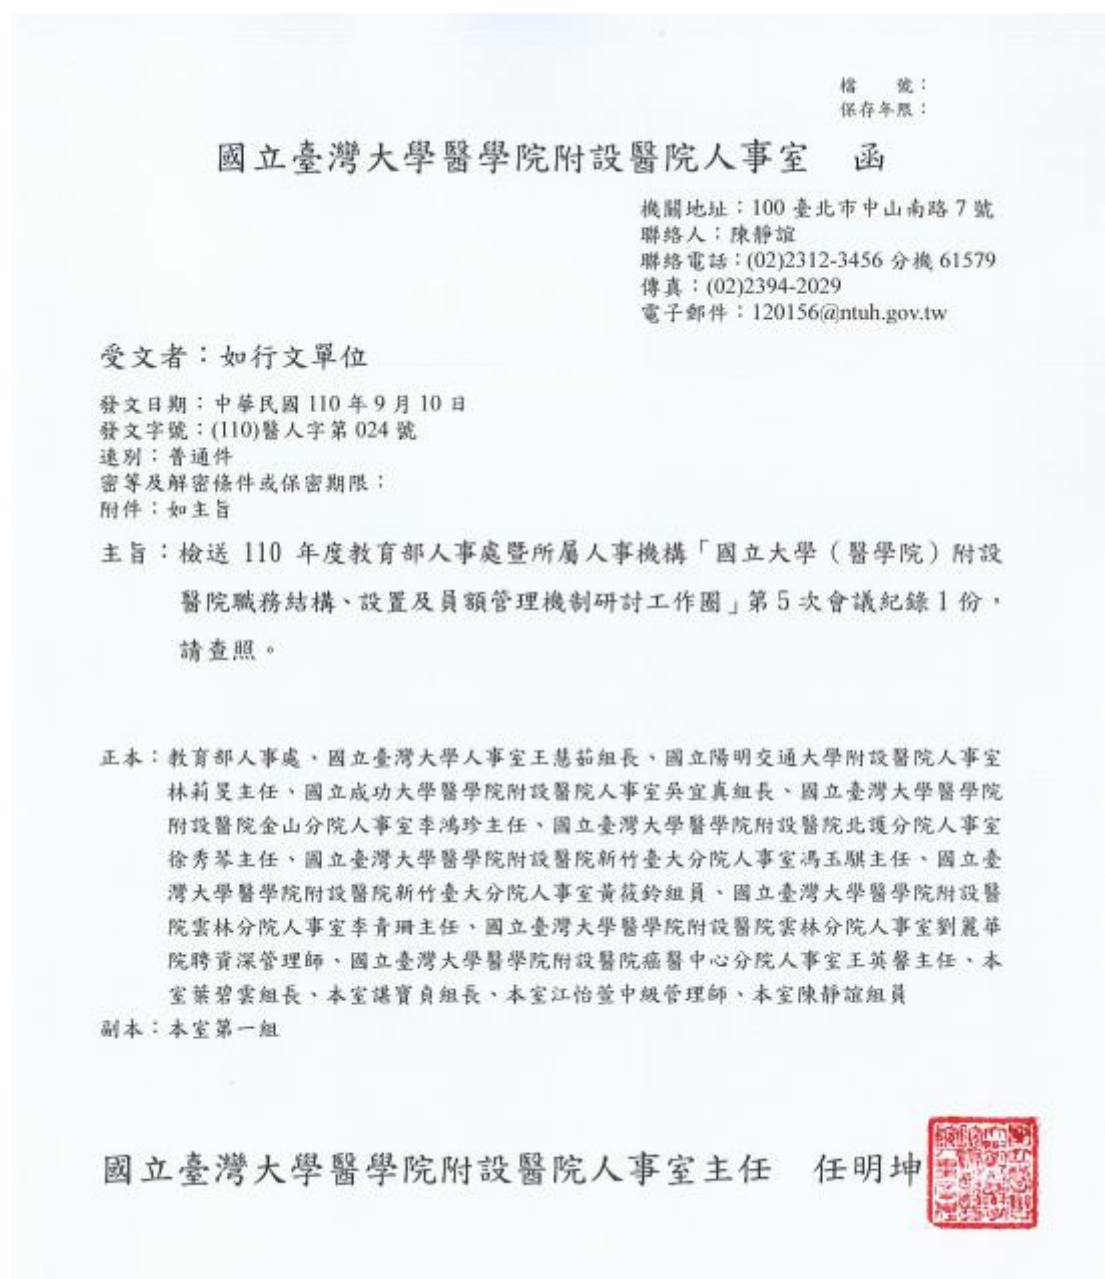 檔　　號：
保存年限：
國立臺灣大學醫學院附設醫院人事室　函
機關地址：100 臺北市中山南路 7 號
聯絡人：陳靜誼
聯絡電話：(02)2312-3456 分機 61579
傳真：(02)2394-2029
電子郵件：120156@ntuh.gov.tw
受文者：如行文單位
發文日期：中華民國 110 年 9 月 10 日
發文字號：(110)醫人字第 024 號
速別：普通件
密等及解密條件或保密期限：
附件：如主旨
主旨：檢送 110 年度教育部人事處暨所屬人事機構「國立大學（醫學院）附設
醫院職務結構、設置及員額管理機制研討工作圈」第 5 次會議紀錄 1 份，
請查照。
正本：教育部人事處、國立臺灣大學人事室王慧茹組長、國立陽明交通大學附設醫院人事室
林莉旻主任、國立成功大學醫學院附設醫院人事室吳宜真組長、國立臺灣大學醫學院
附設醫院金山分院人事室李鴻珍主任、國立臺灣大學醫學院附設醫院北護分院人事室
徐秀琴主任、國立臺灣大學醫學院附設醫院新竹臺大分院人事室馮玉騏主任、國立臺
灣大學醫學院附設醫院新竹臺大分院人事室黃筱鈴組員、國立臺灣大學醫學院附設醫
院雲林分院人事室李青珊主任、國立臺灣大學醫學院附設醫院雲林分院人事室劉麗華
院聘資深管理師、國立臺灣大學醫學院附設醫院癌醫中心分院人事室王英馨主任、本
室葉碧雲組長、本室諶寶貞組長、本室江怡萱中級管理師、本室陳靜誼組員
副本：本室第一組
國立臺灣大學醫學院附設醫院人事室主任　任明坤